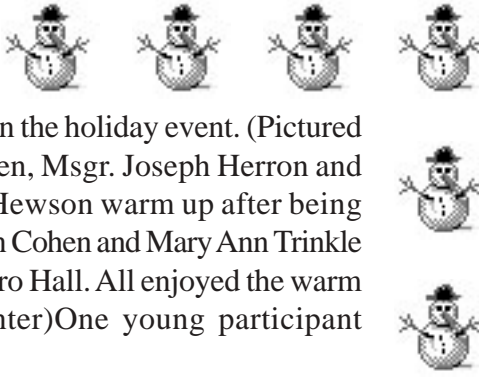 n the holiday event. (Pictured
en, Msgr. Joseph Herron and
Hewson warm up after being
n Cohen and Mary Ann Trinkle
ro Hall. All enjoyed the warm
nter)One young participant